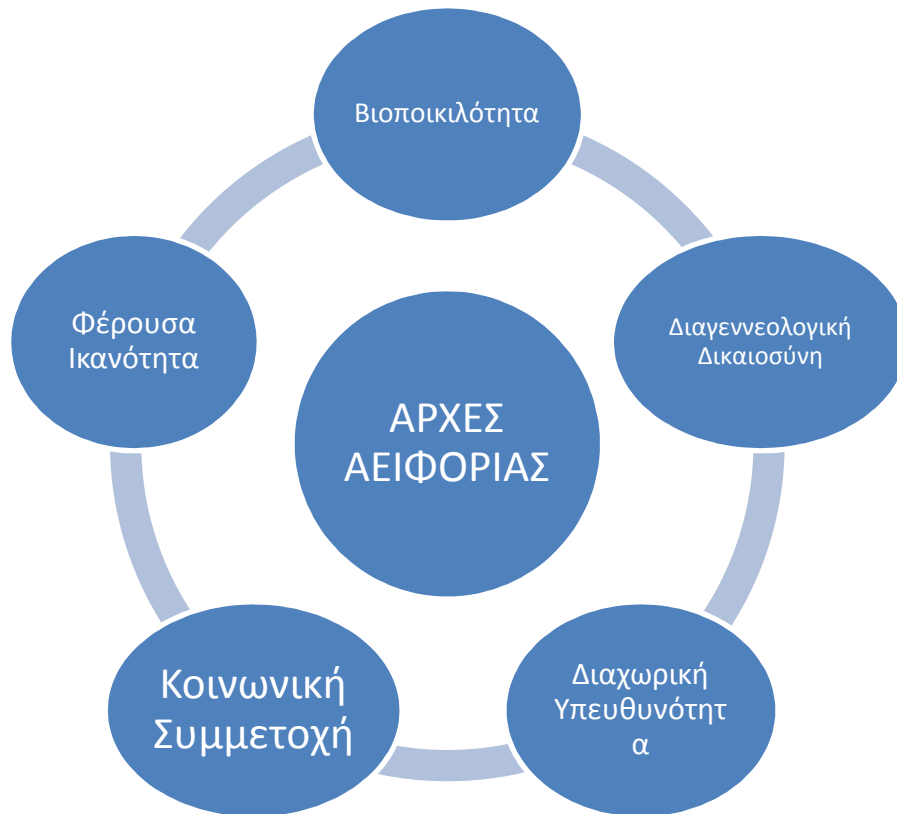 Βιοποικιλότητα
Διαγεννεολογική
Δικαιοσύνη
Διαχωρική
Υπευθυνότητ
α
Κοινωνική
Συμμετοχή
Φέρουσα
Ικανότητα
ΑΡΧΕΣ
ΑΕΙΦΟΡΙΑΣ